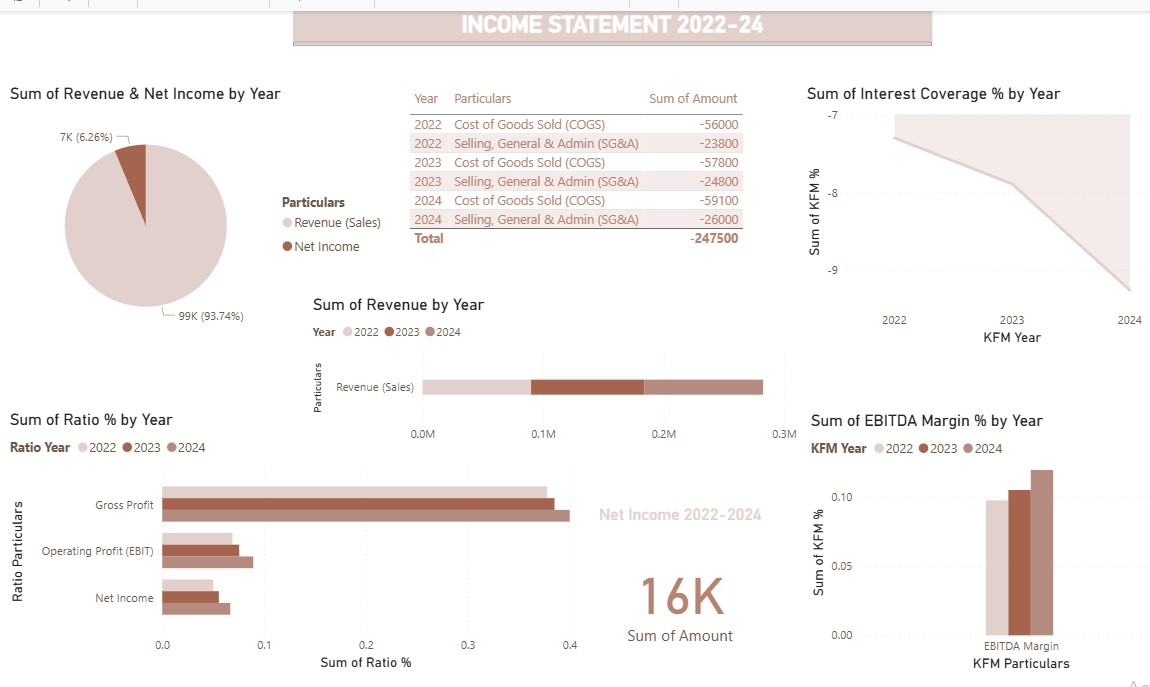 INCOME STATEMENT 2022-24
Sum of Revenue & Net Income by Year
7K (6.26%)
99K (93.74%)
Particulars
Revenue (Sales)
Net Income
Year Particulars Sum of Amount
2022 Cost of Goods Sold (COGS) -56000
2022 Selling, General & Admin (SG&A) -23800
2023 Cost of Goods Sold (COGS) -57800
2023 Selling, General & Admin (SG&A) -24800
2024 Cost of Goods Sold (COGS) -59100
2024 Selling, General & Admin (SG&A) -26000
Total -247500
Sum of Interest Coverage % by Year
Sum of KFM %
-7
-8
-9
2022 2023 2024
KFM Year
Sum of Revenue by Year
Year 2022 2023 2024
Particulars
Revenue (Sales)
0.0M 0.1M 0.2M 0.3M
Sum of Ratio % by Year
Ratio Year 2022 2023 2024
Ratio Particulars
Gross Profit
Operating Profit (EBIT)
Net Income
0.0 0.1 0.2 0.3 0.4
Sum of Ratio %
Net Income 2022-2024
16K
Sum of Amount
Sum of EBITDA Margin % by Year
KFM Year 2022 2023 2024
Sum of KFM %
0.10
0.05
0.00
EBITDA Margin
KFM Particulars